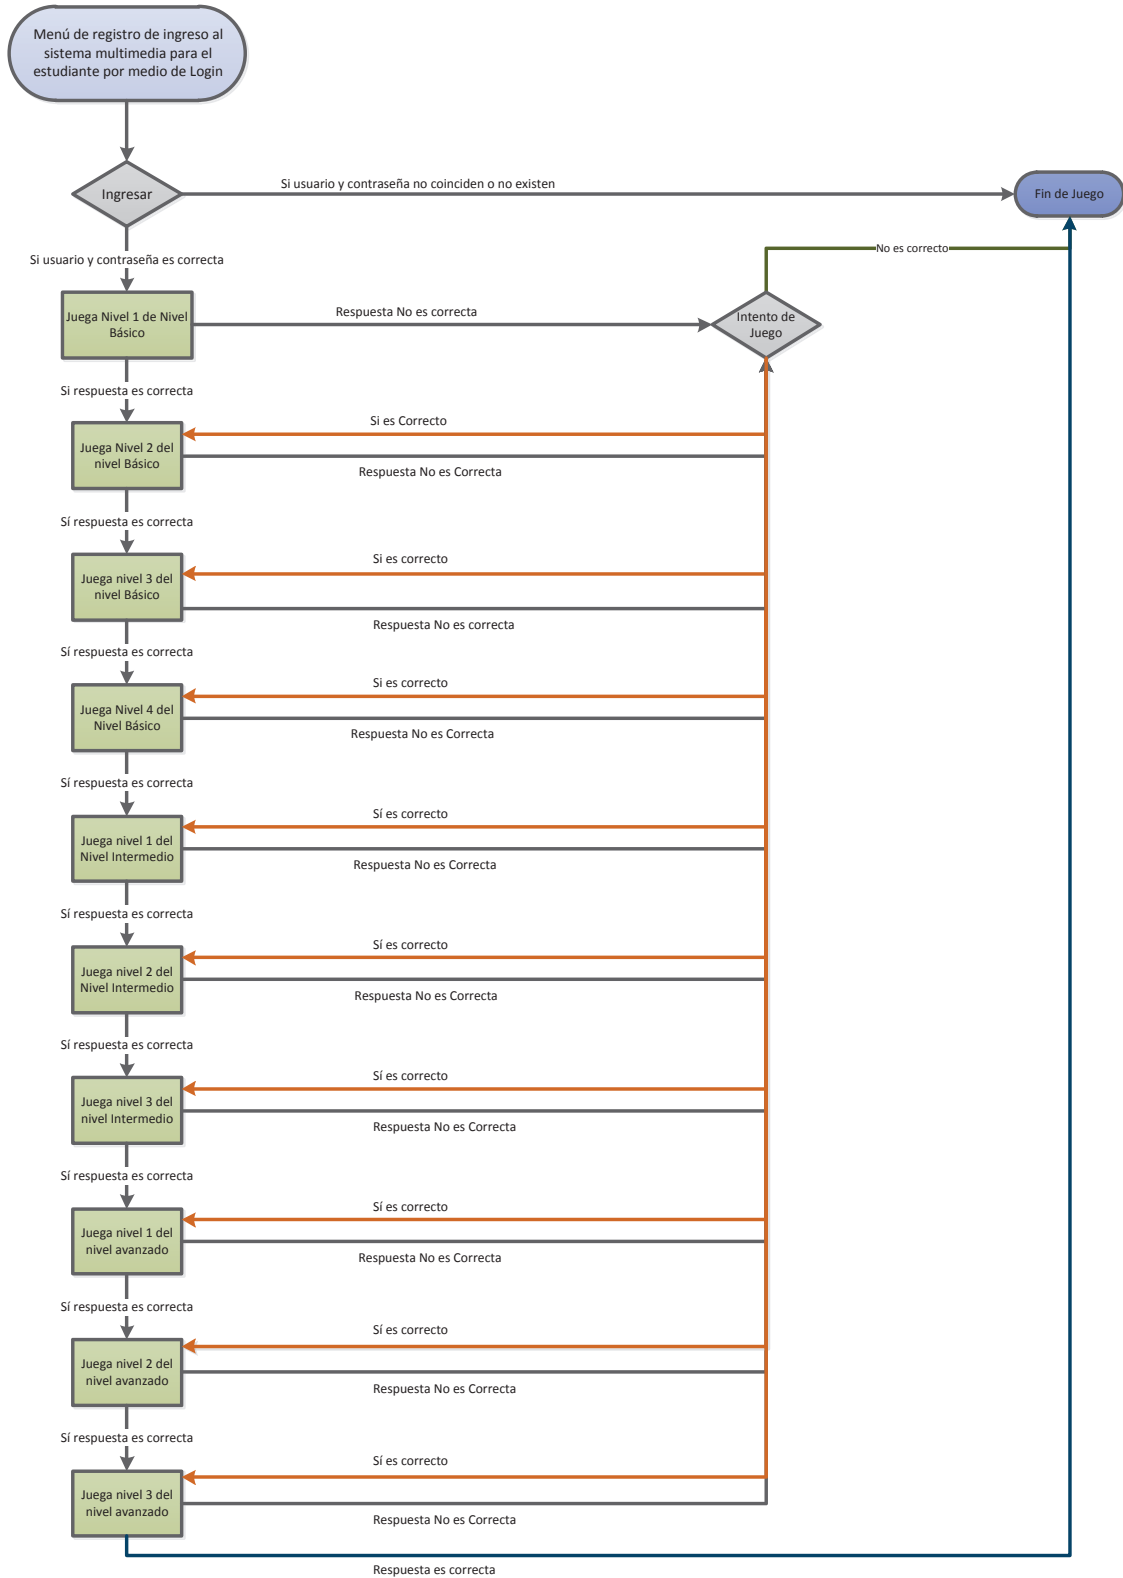 Menú de registro de ingreso al
sistema multimedia para el
estudiante por medio de Login
Ingresar
Si usuario y contraseña no coinciden o no existen
Fin de Juego
No es correcto
Si usuario y contraseña es correcta
Juega Nivel 1 de Nivel
Básico
Respuesta No es correcta
Intento de
Juego
Si respuesta es correcta
Si es Correcto
Juega Nivel 2 del
nivel Básico
Respuesta No es Correcta
Sí respuesta es correcta
Si es correcto
Juega nivel 3 del
nivel Básico
Respuesta No es correcta
Sí respuesta es correcta
Si es correcto
Juega Nivel 4 del
Nivel Básico
Respuesta No es Correcta
Sí respuesta es correcta
Sí es correcto
Juega nivel 1 del
Nivel Intermedio
Respuesta No es Correcta
Sí respuesta es correcta
Sí es correcto
Juega nivel 2 del
Nivel Intermedio
Respuesta No es Correcta
Sí respuesta es correcta
Sí es correcto
Juega nivel 3 del
nivel Intermedio
Respuesta No es Correcta
Sí respuesta es correcta
Sí es correcto
Juega nivel 1 del
nivel avanzado
Respuesta No es Correcta
Sí respuesta es correcta
Sí es correcto
Juega nivel 2 del
nivel avanzado
Respuesta No es Correcta
Sí respuesta es correcta
Sí es correcto
Juega nivel 3 del
nivel avanzado
Respuesta No es Correcta
Respuesta es correcta